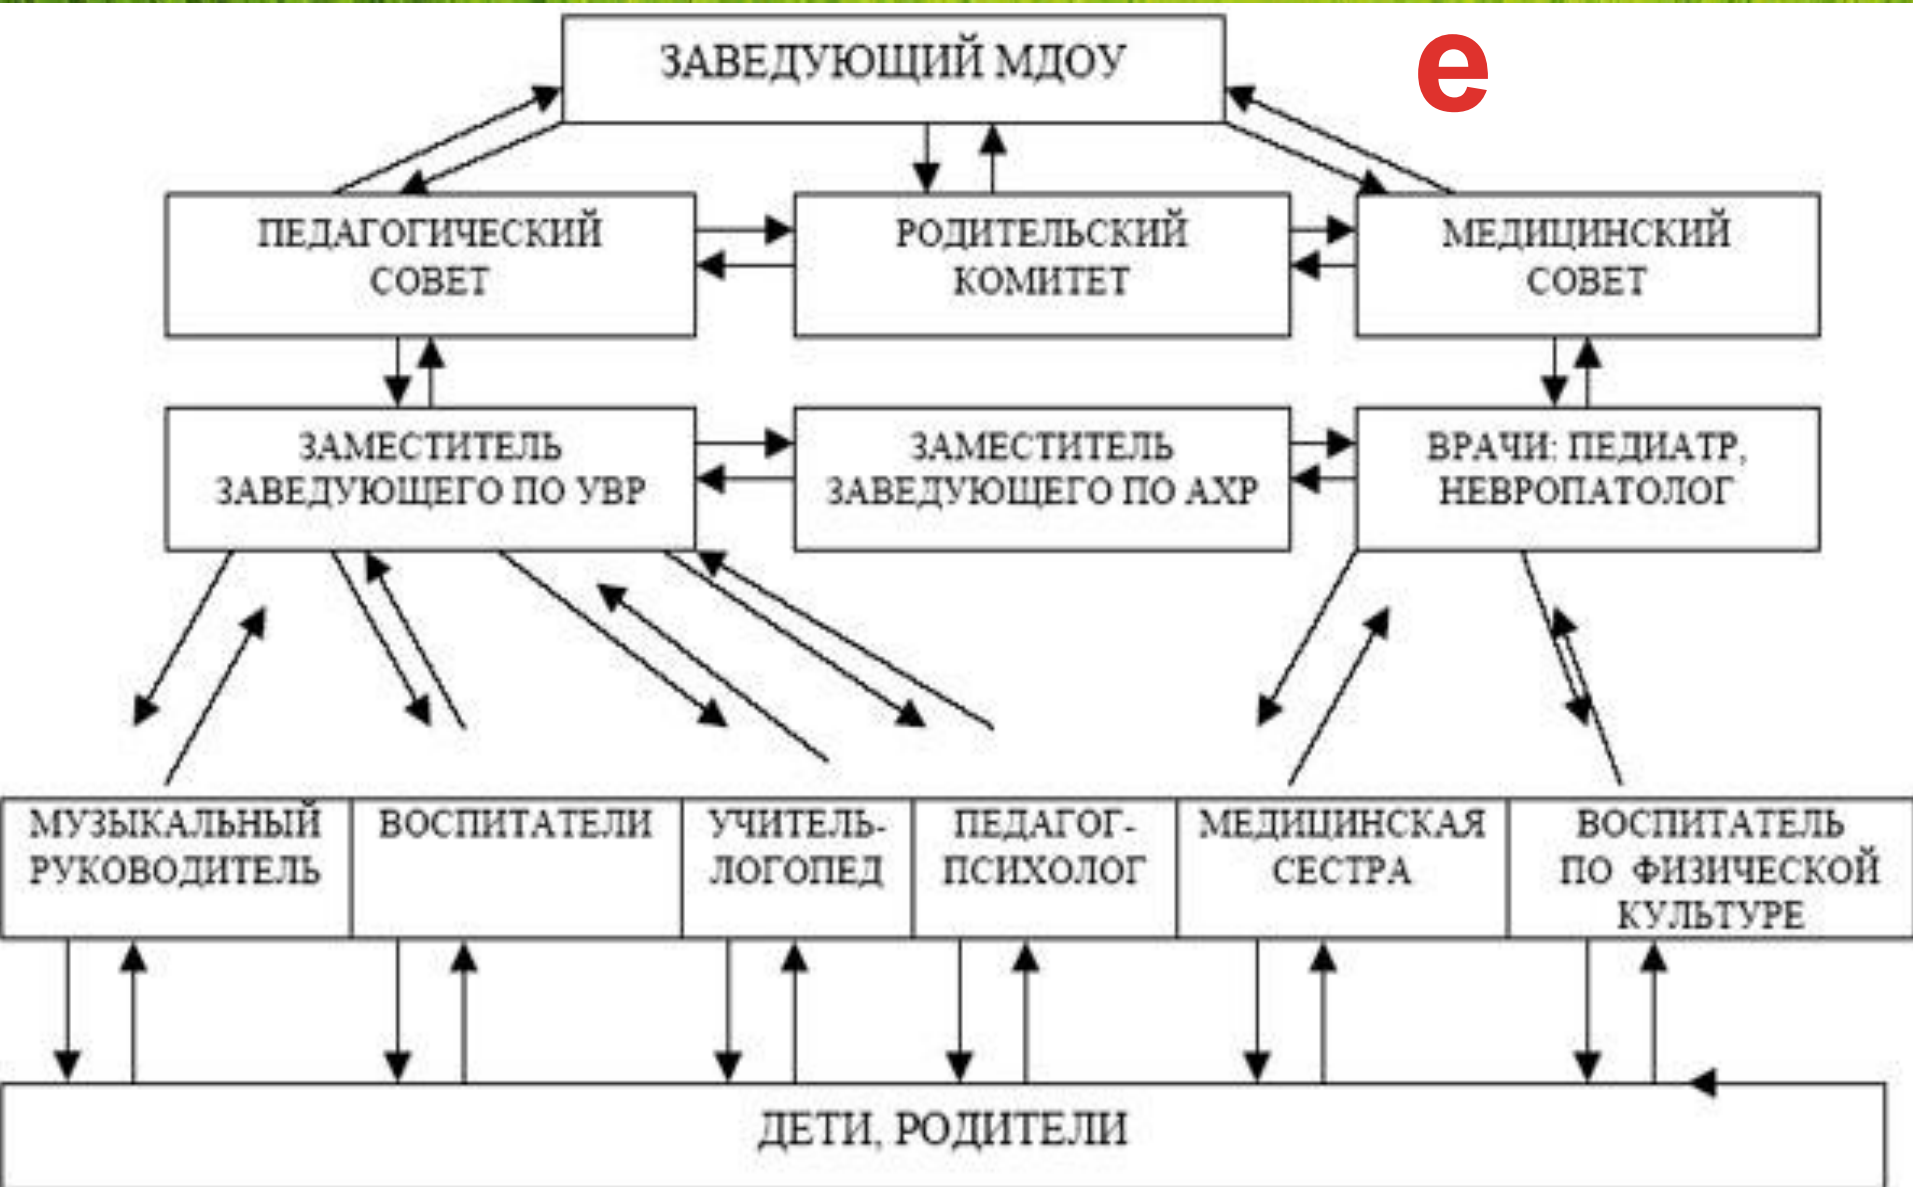 ЗАВЕДУЮЩИЙ МДОУ
е
ПЕДАГОГИЧЕСКИЙ
СОВЕТ
РОДИТЕЛЬСКИЙ
КОМИТЕТ
МЕДИЦИНСКИЙ
СОВЕТ
ЗАМЕСТИТЕЛЬ
ЗАВЕДУЮЩЕГО ПО УВР
ЗАМЕСТИТЕЛЬ
ЗАВЕДУЮЩЕГО ПО АХР
ВРАЧИ: ПЕДИАТР,
НЕВРОПАТОЛОГ
МУЗЫКАЛЬНЫЙ
РУКОВОДИТЕЛЬ
ВОСПИТАТЕЛИ
УЧИТЕЛЬ-
ЛОГОПЕД
ПЕДАГОГ-
ПСИХОЛОГ
МЕДИЦИНСКАЯ
СЕСТРА
ВОСПИТАТЕЛЬ
ПО ФИЗИЧЕСКОЙ
КУЛЬТУРЕ
ДЕТИ, РОДИТЕЛИ